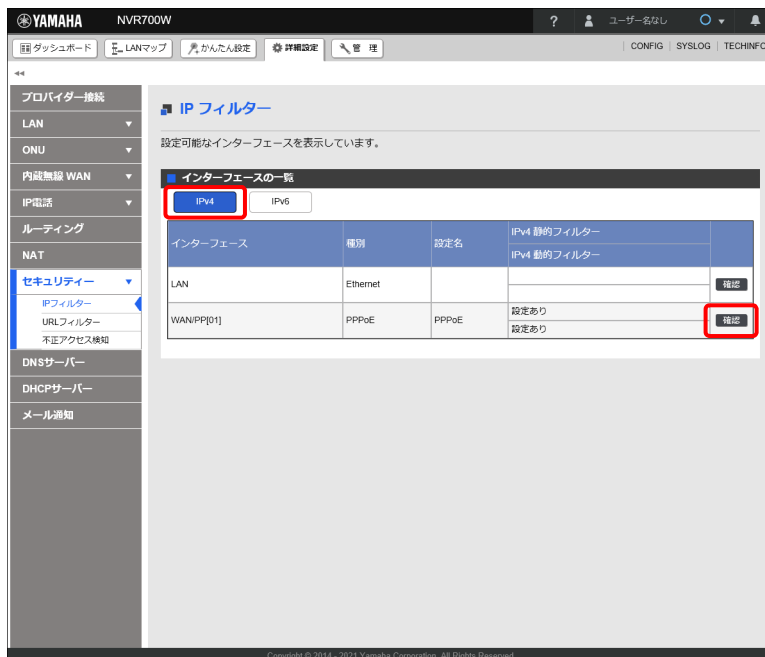 YAMAHA NVR700W ? ユーザー名なし
ダッシュボード LANマップ かんたん設定 詳細設定 管 理 CONFIG SYSLOG TECHINFO
プロバイダー接続
LAN
ONU
内蔵無線 WAN
IP電話
ルーティング
NAT
セキュリティー
IPフィルター
URLフィルター
不正アクセス検知
DNSサーバー
DHCPサーバー
メール通知
IP フィルター
設定可能なインターフェースを表示しています。
インターフェースの一覧
IPv4 IPv6
インターフェース 種別 設定名 IPv4 静的フィルター
IPv4 動的フィルター
LAN Ethernet 確認
WAN/PP[01] PPPoE PPPoE 設定あり 確認
設定あり
Copyright © 2014 - 2021 Yamaha Corporation. All Rights Reserved.